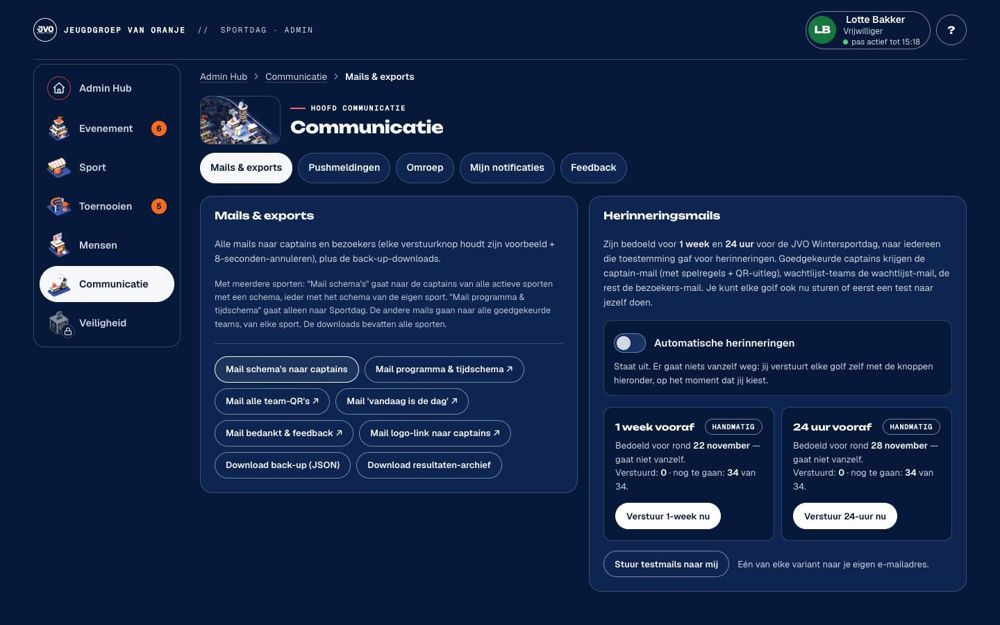 JVO JEUGDGROEP VAN ORANJE // SPORTDAG · ADMIN
LB
Lotte Bakker
Vrijwilliger
pas actief tot 15:18
?
Admin Hub
Evenement 6
Sport
Toernooien 5
Mensen
Communicatie
Veiligheid
Admin Hub > Communicatie > Mails & exports
HOOFD COMMUNICATIE
Communicatie
Mails & exports
Pushmeldingen
Omroep
Mijn notificaties
Feedback
Mails & exports
Alle mails naar captains en bezoekers (elke verstuurknop houdt zijn voorbeeld +
8-seconden-annuleren), plus de back-up-downloads.
Met meerdere sporten: "Mail schema's" gaat naar de captains van alle actieve sporten
met een schema, ieder met het schema van de eigen sport. "Mail programma &
tijdschema" gaat alleen naar Sportdag. De andere mails gaan naar alle goedgekeurde
teams, van elke sport. De downloads bevatten alle sporten.
Mail schema's naar captains
Mail programma & tijdschema ↗
Mail alle team-QR's ↗
Mail 'vandaag is de dag' ↗
Mail bedankt & feedback ↗
Mail logo-link naar captains ↗
Download back-up (JSON)
Download resultaten-archief
Herinneringsmails
Zijn bedoeld voor 1 week en 24 uur voor de JVO Wintersportdag, naar iedereen
die toestemming gaf voor herinneringen. Goedgekeurde captains krijgen de
captain-mail (met spelregels + QR-uitleg), wachtlijst-teams de wachtlijst-mail, de
rest de bezoekers-mail. Je kunt elke golf ook nu sturen of eerst een test naar
jezelf doen.
Automatische herinneringen
Staat uit. Er gaat niets vanzelf weg: jij verstuurt elke golf zelf met de knoppen
hieronder, op het moment dat jij kiest.
1 week vooraf HANDMATIG
Bedoeld voor rond 22 november —
gaat niet vanzelf.
Verstuurd: 0 · nog te gaan: 34 van
34.
Verstuur 1-week nu
24 uur vooraf HANDMATIG
Bedoeld voor rond 28 november —
gaat niet vanzelf.
Verstuurd: 0 · nog te gaan: 34 van
34.
Verstuur 24-uur nu
Stuur testmails naar mij
Eén van elke variant naar je eigen e-mailadres.